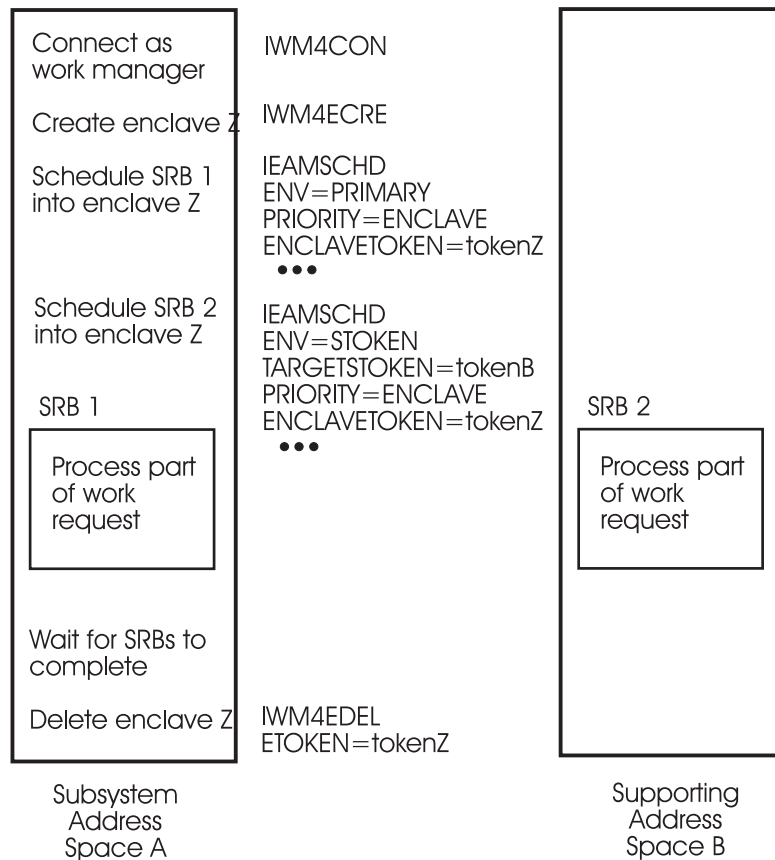 Connect as
work manager
IWM4CON
Create enclave Z
IWM4ECRE
Schedule SRB 1
into enclave Z
IEAMSCHD
ENV=PRIMARY
PRIORITY=ENCLAVE
ENCLAVETOKEN=tokenZ
•••
Schedule SRB 2
into enclave Z
IEAMSCHD
ENV=STOKEN
TARGETSTOKEN=tokenB
PRIORITY=ENCLAVE
ENCLAVETOKEN=tokenZ
•••
SRB 1
Process part
of work
request
SRB 2
Process part
of work
request
Wait for SRBs to
complete
Delete enclave Z
IWM4EDEL
ETOKEN=tokenZ
Subsystem
Address
Space A
Supporting
Address
Space B